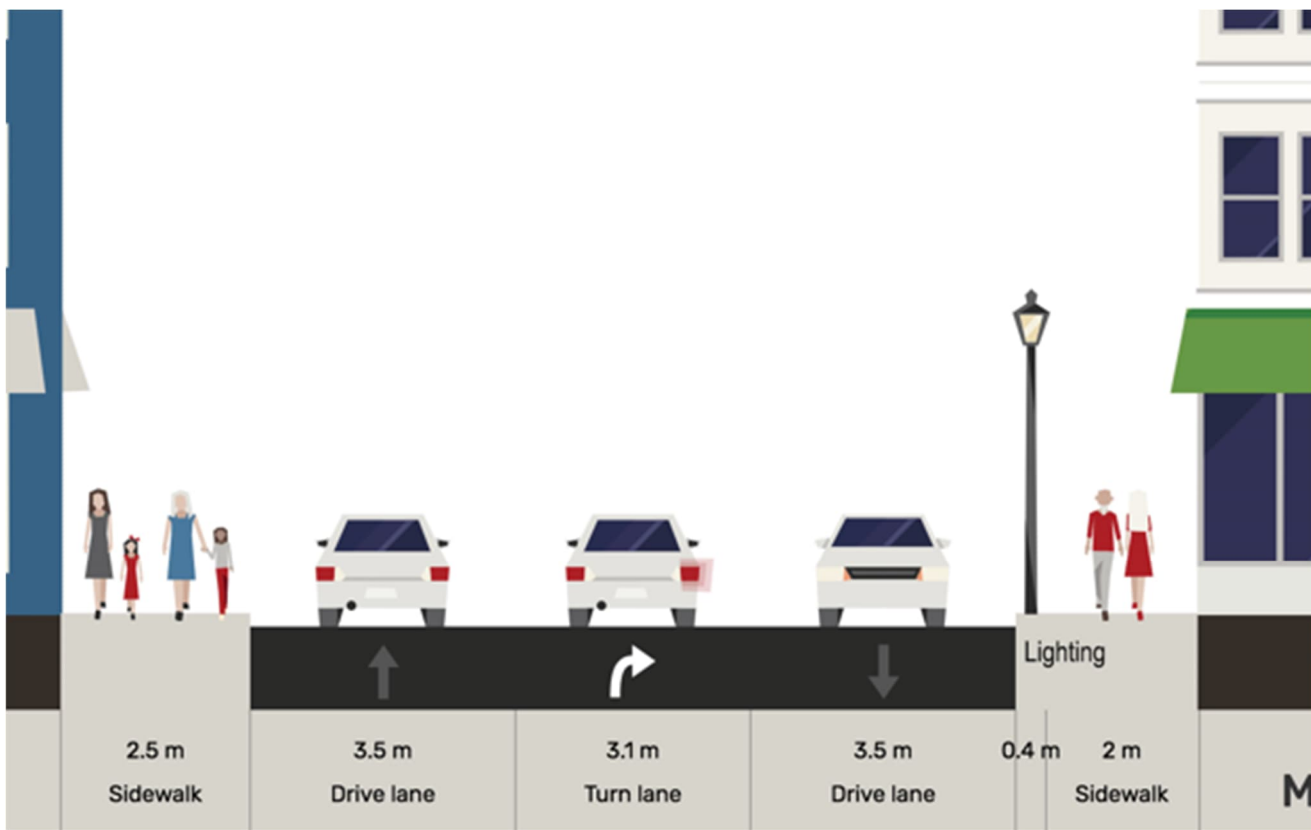 Lighting
2.5 m
3.5 m
3.1 m
3.5 m
0.4 m
2 m
Sidewalk
Drive lane
Turn lane
Drive lane
Sidewalk
M